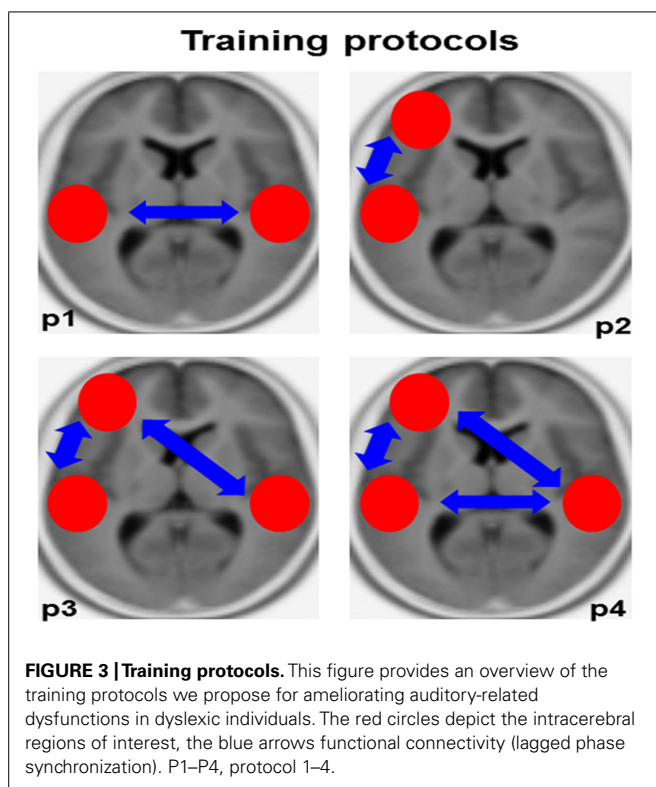 Training protocols
p1
p2
p3
p4
FIGURE 3 | Training protocols. This figure provides an overview of the
training protocols we propose for ameliorating auditory-related
dysfunctions in dyslexic individuals. The red circles depict the intracerebral
regions of interest, the blue arrows functional connectivity (lagged phase
synchronization). P1–P4, protocol 1–4.